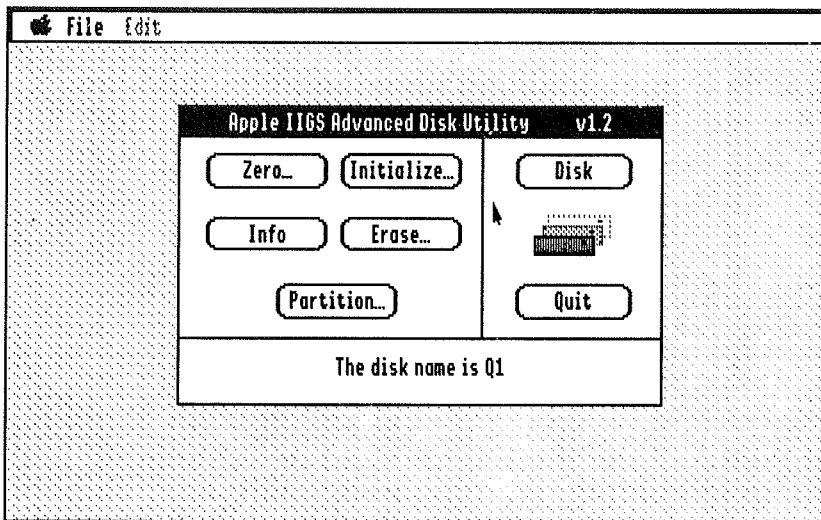 File Edit
Apple IIGS Advanced Disk Utility v1.2
Zero… Initialize… Disk
Info Erase…
Partition… Quit
The disk name is Q1